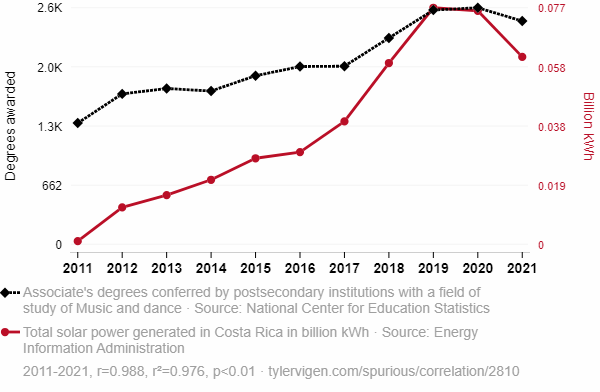 2.6K
2.0K
1.3K
662
0
Degrees awarded
0.077
0.058
0.038
0.019
0
Billion kWh
2011 2012 2013 2014 2015 2016 2017 2018 2019 2020 2021
Associate's degrees conferred by postsecondary institutions with a field of
study of Music and dance · Source: National Center for Education Statistics
Total solar power generated in Costa Rica in billion kWh · Source: Energy
Information Administration
2011-2021, r=0.988, r²=0.976, p<0.01 · tylervigen.com/spurious/correlation/2810